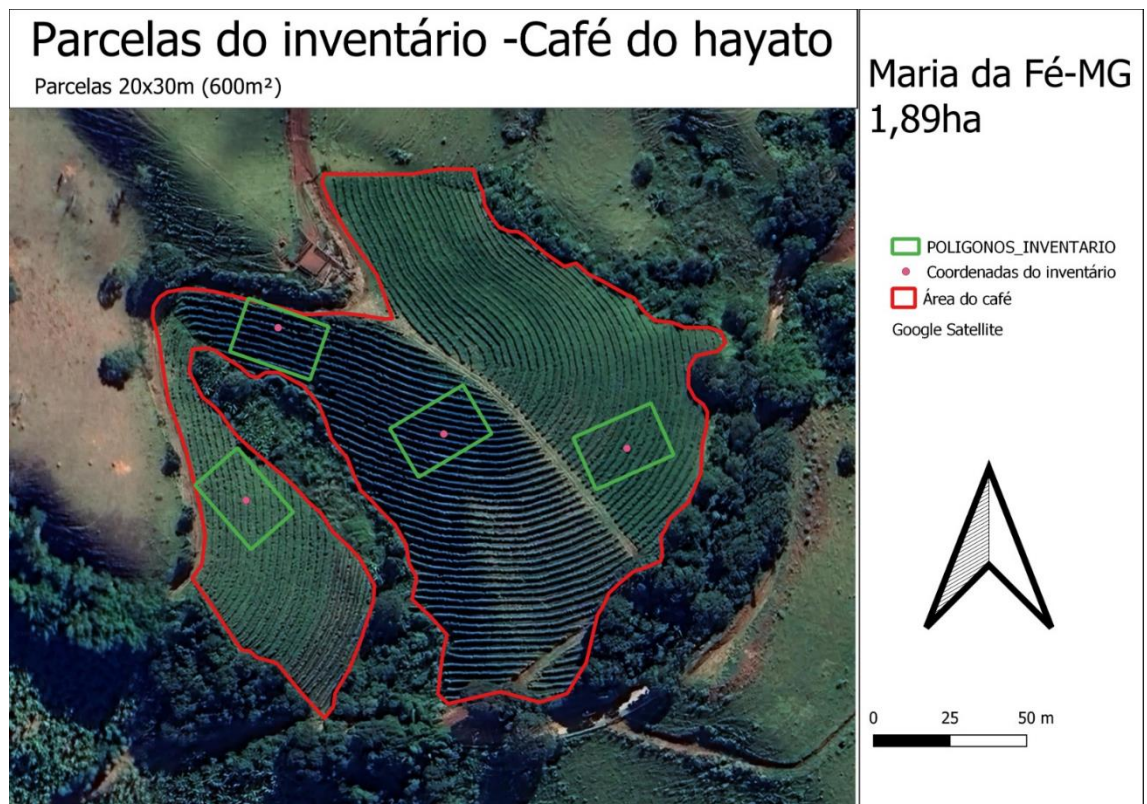 Parcelas do inventário -Café do hayato
Parcelas 20x30m (600m²)
Maria da Fé-MG
1,89ha
POLIGONOS_INVENTARIO
Coordenadas do inventário
Área do café
Google Satellite
0 25 50 m